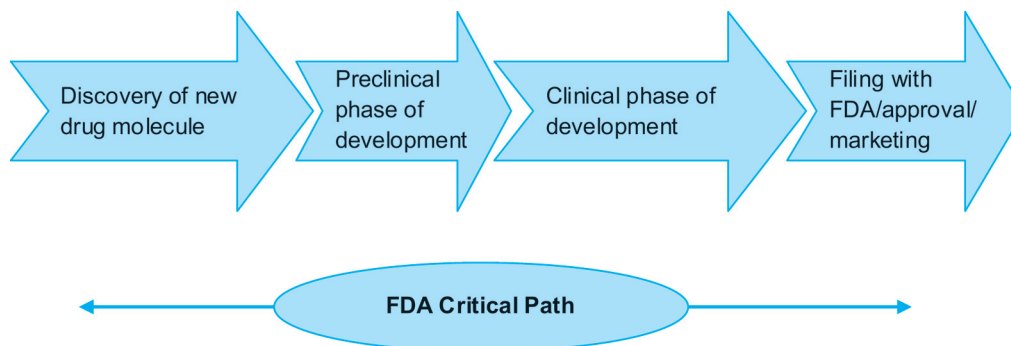 Discovery of new
drug molecule
Preclinical
phase of
development
Clinical phase of
development
Filing with
FDA/approval/
marketing
FDA Critical Path